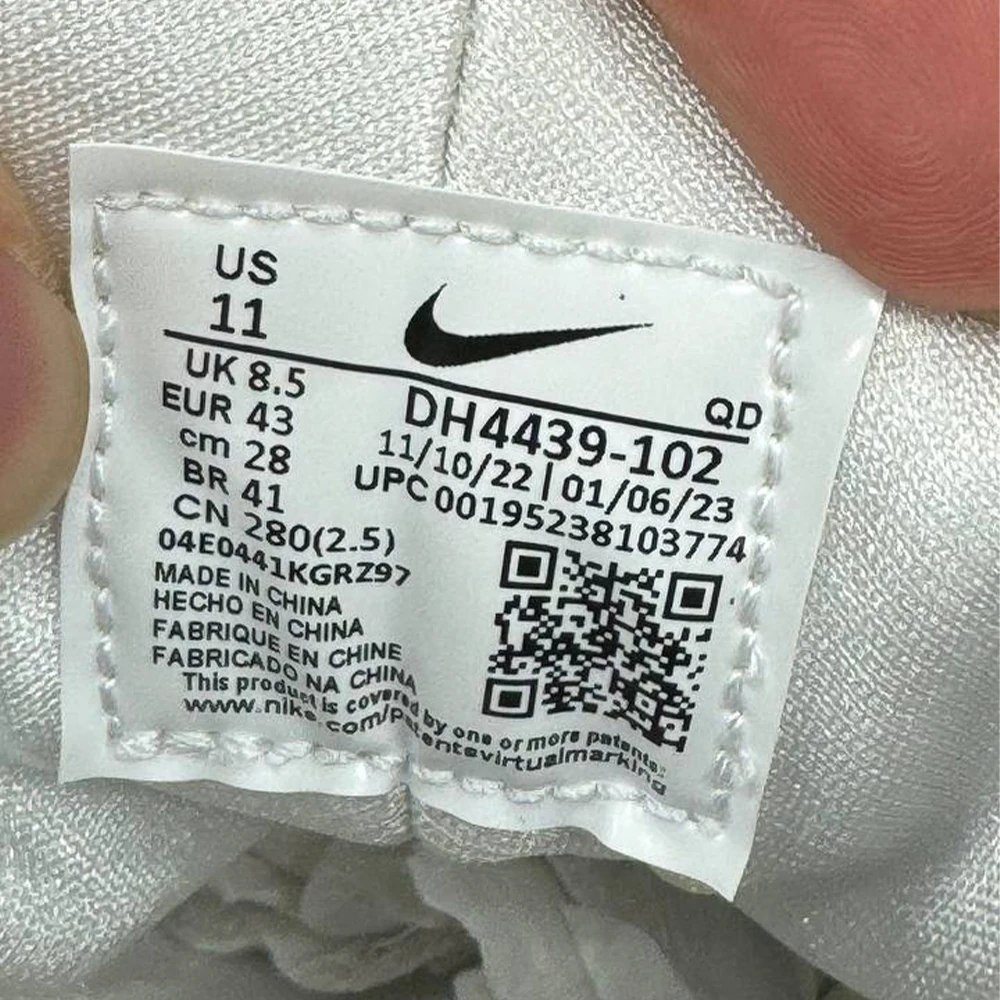 US
11
UK 8.5
EUR 43
cm 28
BR 41
CN 280(2.5)
QD
DH4439-102
11/10/22 | 01/06/23
UPC 00195238103774
04E0441KGRZ97
MADE IN CHINA
HECHO EN CHINA
FABRIQUE EN CHINE
FABRICADO NA CHINA
This product is covered by one or more patents:
www.nike.com/patentsvirtualmarking